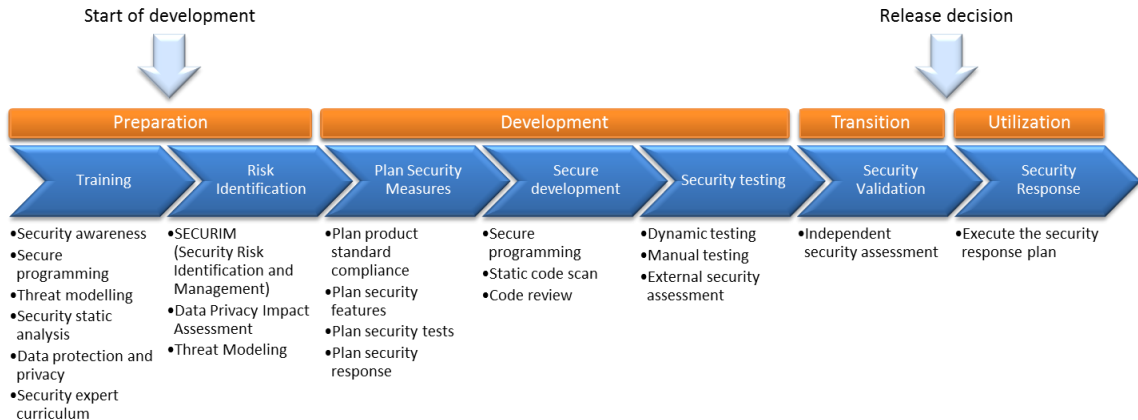 Start of development
Release decision
Preparation
Development
Transition
Utilization
Training
Risk
Identification
Plan Security
Measures
Secure
development
Security testing
Security
Validation
Security
Response
•Security awareness
•Secure
programming
•Threat modelling
•Security static
analysis
•Data protection and
privacy
•Security expert
curriculum
•SECURIM
(Security Risk
Identification and
Management)
•Data Privacy Impact
Assessment
•Threat Modeling
•Plan product
standard
compliance
•Plan security
features
•Plan security tests
•Plan security
response
•Secure
programming
•Static code scan
•Code review
•Dynamic testing
•Manual testing
•External security
assessment
•Independent
security assessment
•Execute the security
response plan